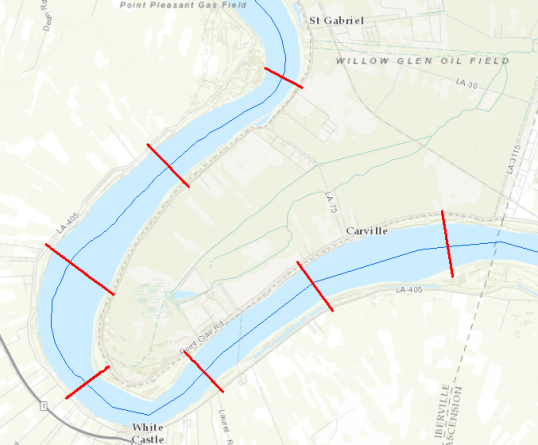 Point Pleasant Gas Field
St Gabriel
WILLOW GLEN OIL FIELD
LA-30
LA-3115
LA-75
LA-405
Carville
LA-405
Point Clair Rd
1
White
Castle
IBERVILLE